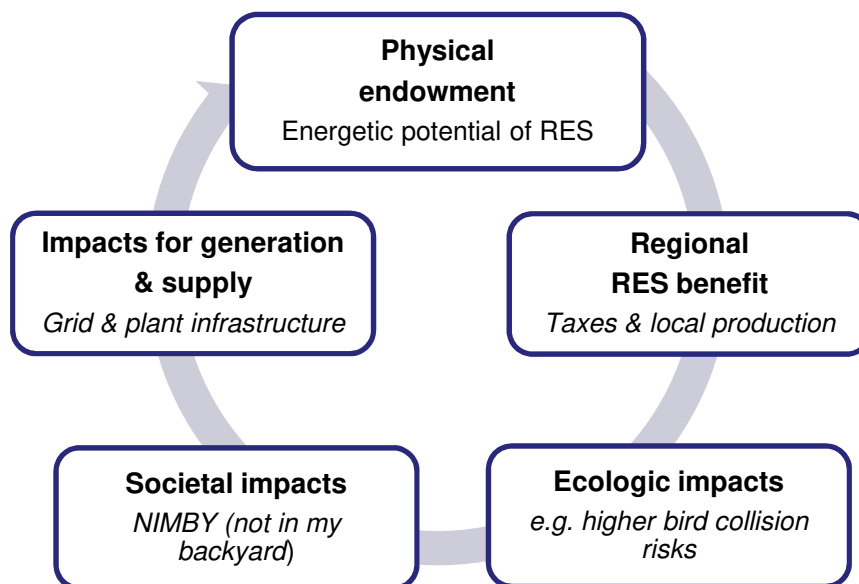 Physical
endowment
Energetic potential of RES
Regional
RES benefit
Taxes & local production
Ecologic impacts
e.g. higher bird collision
risks
Societal impacts
NIMBY (not in my
backyard)
Impacts for generation
& supply
Grid & plant infrastructure